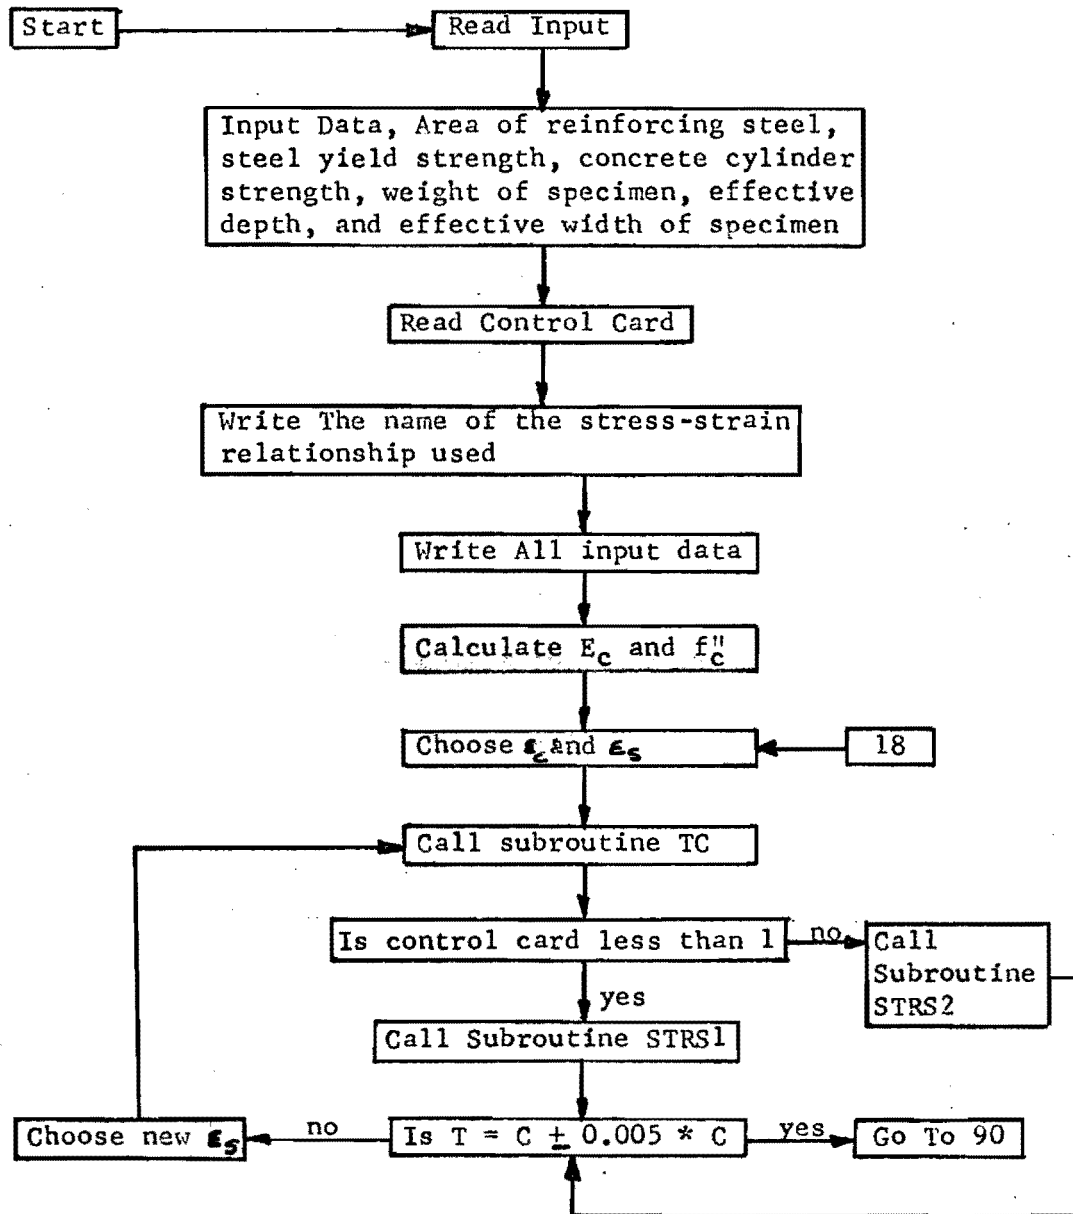 Start
Read Input
Input Data, Area of reinforcing steel,
steel yield strength, concrete cylinder
strength, weight of specimen, effective
depth, and effective width of specimen
Read Control Card
Write The name of the stress-strain
relationship used
Write All input data
Calculate E_c and f_c"
Choose ε_c and ε_s
18
Call subroutine TC
Is control card less than 1
no
Call
Subroutine
STRS2
yes
Call Subroutine STRS1
Choose new ε_s
no
Is T = C ± 0.005 * C
yes
Go To 90